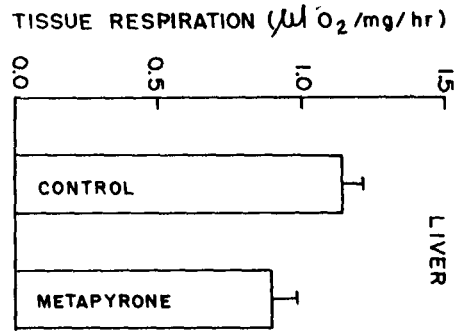 TISSUE RESPIRATION (μl O₂/mg/hr)
0.0 0.5 1.0 1.5
CONTROL
LIVER
METAPYRONE